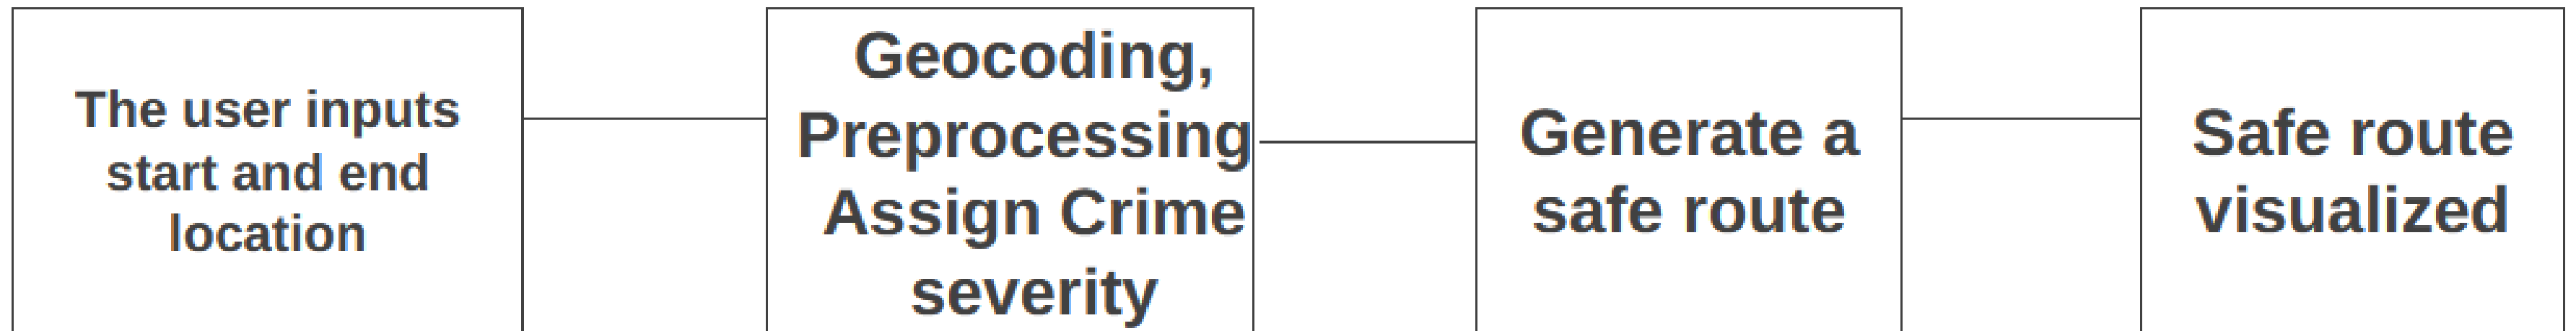 The user inputs
start and end
location
Geocoding,
Preprocessing
Assign Crime
severity
Generate a
safe route
Safe route
visualized